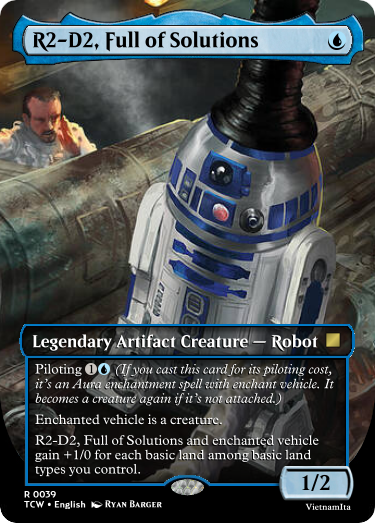 R2-D2, Full of Solutions
Legendary Artifact Creature — Robot
Piloting 1 (If you cast this card for its piloting cost,
it's an Aura enchantment spell with enchant vehicle. It
becomes a creature again if it's not attached.)
Enchanted vehicle is a creature.
R2-D2, Full of Solutions and enchanted vehicle
gain +1/0 for each basic land among basic land
types you control.
1/2
R 0039
TCW • English RYAN BARGER
VietnamIta